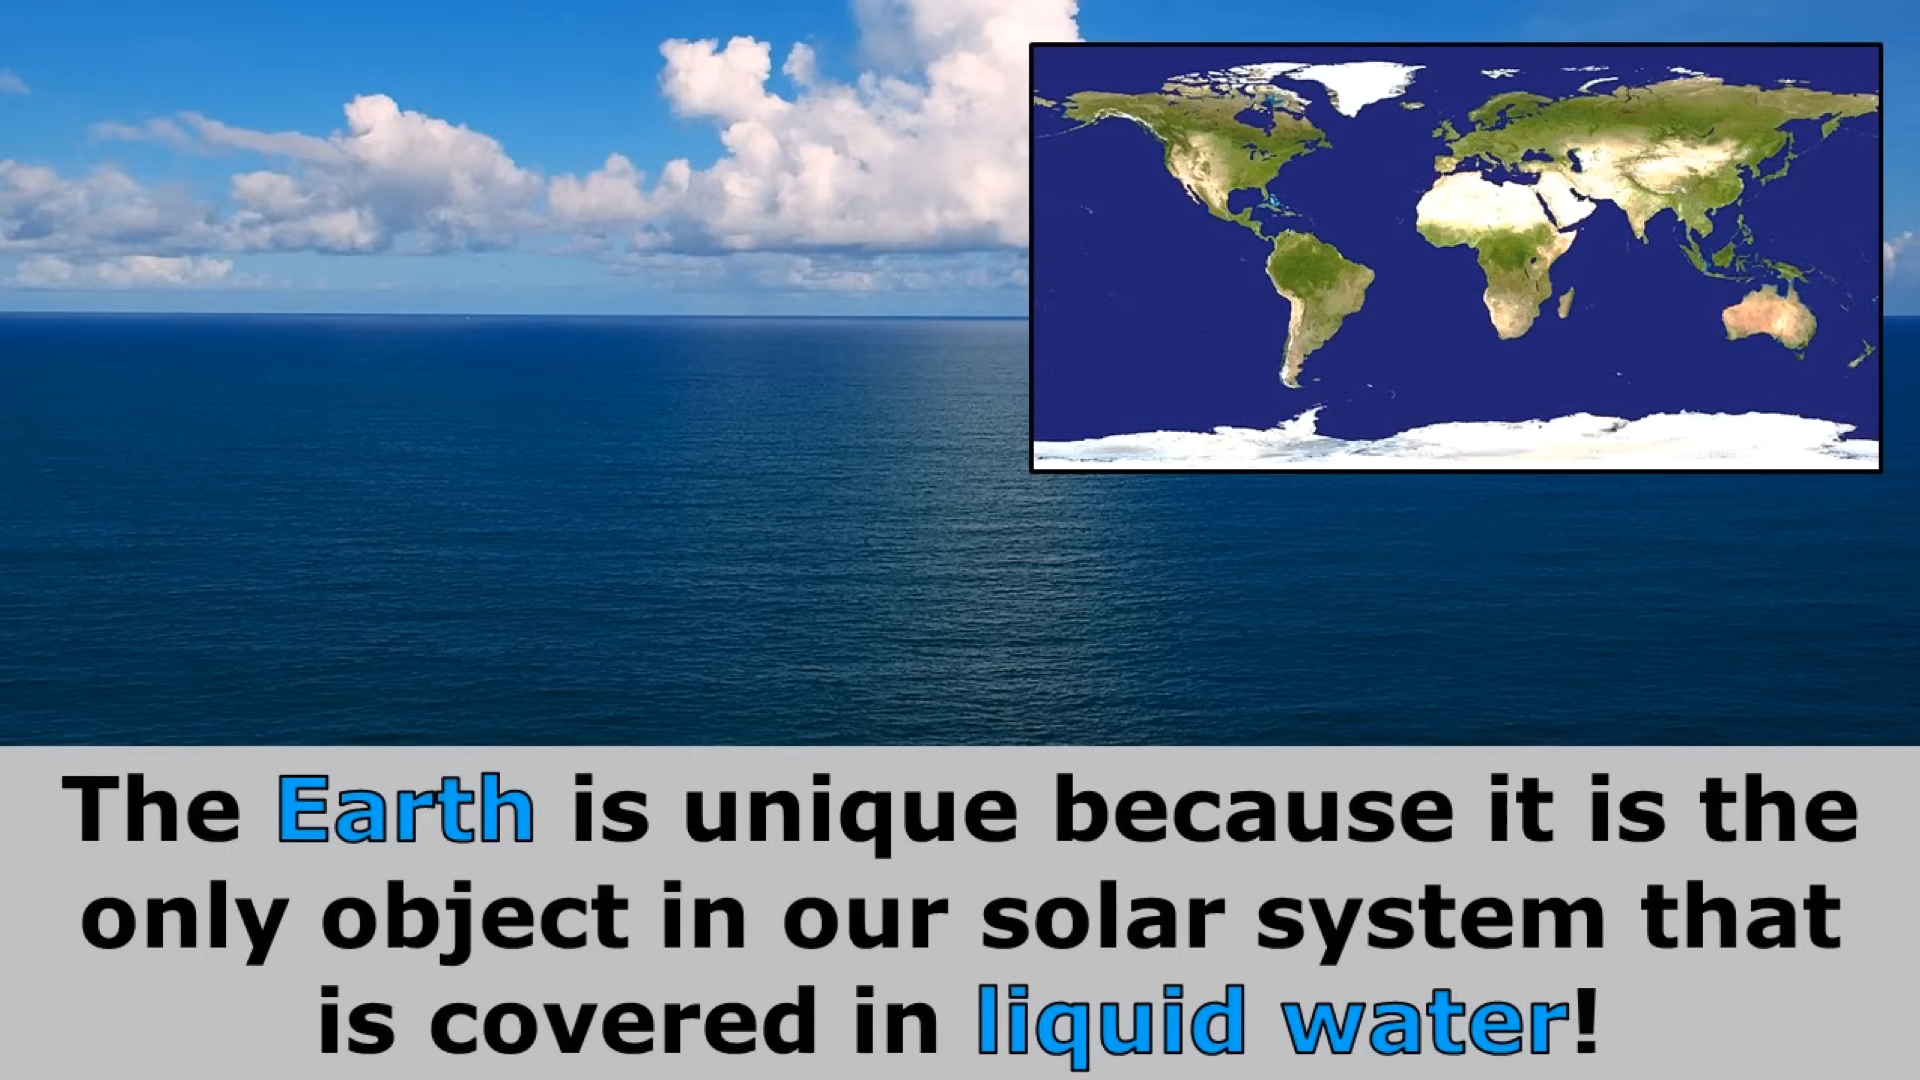 The Earth is unique because it is the
only object in our solar system that
is covered in liquid water!